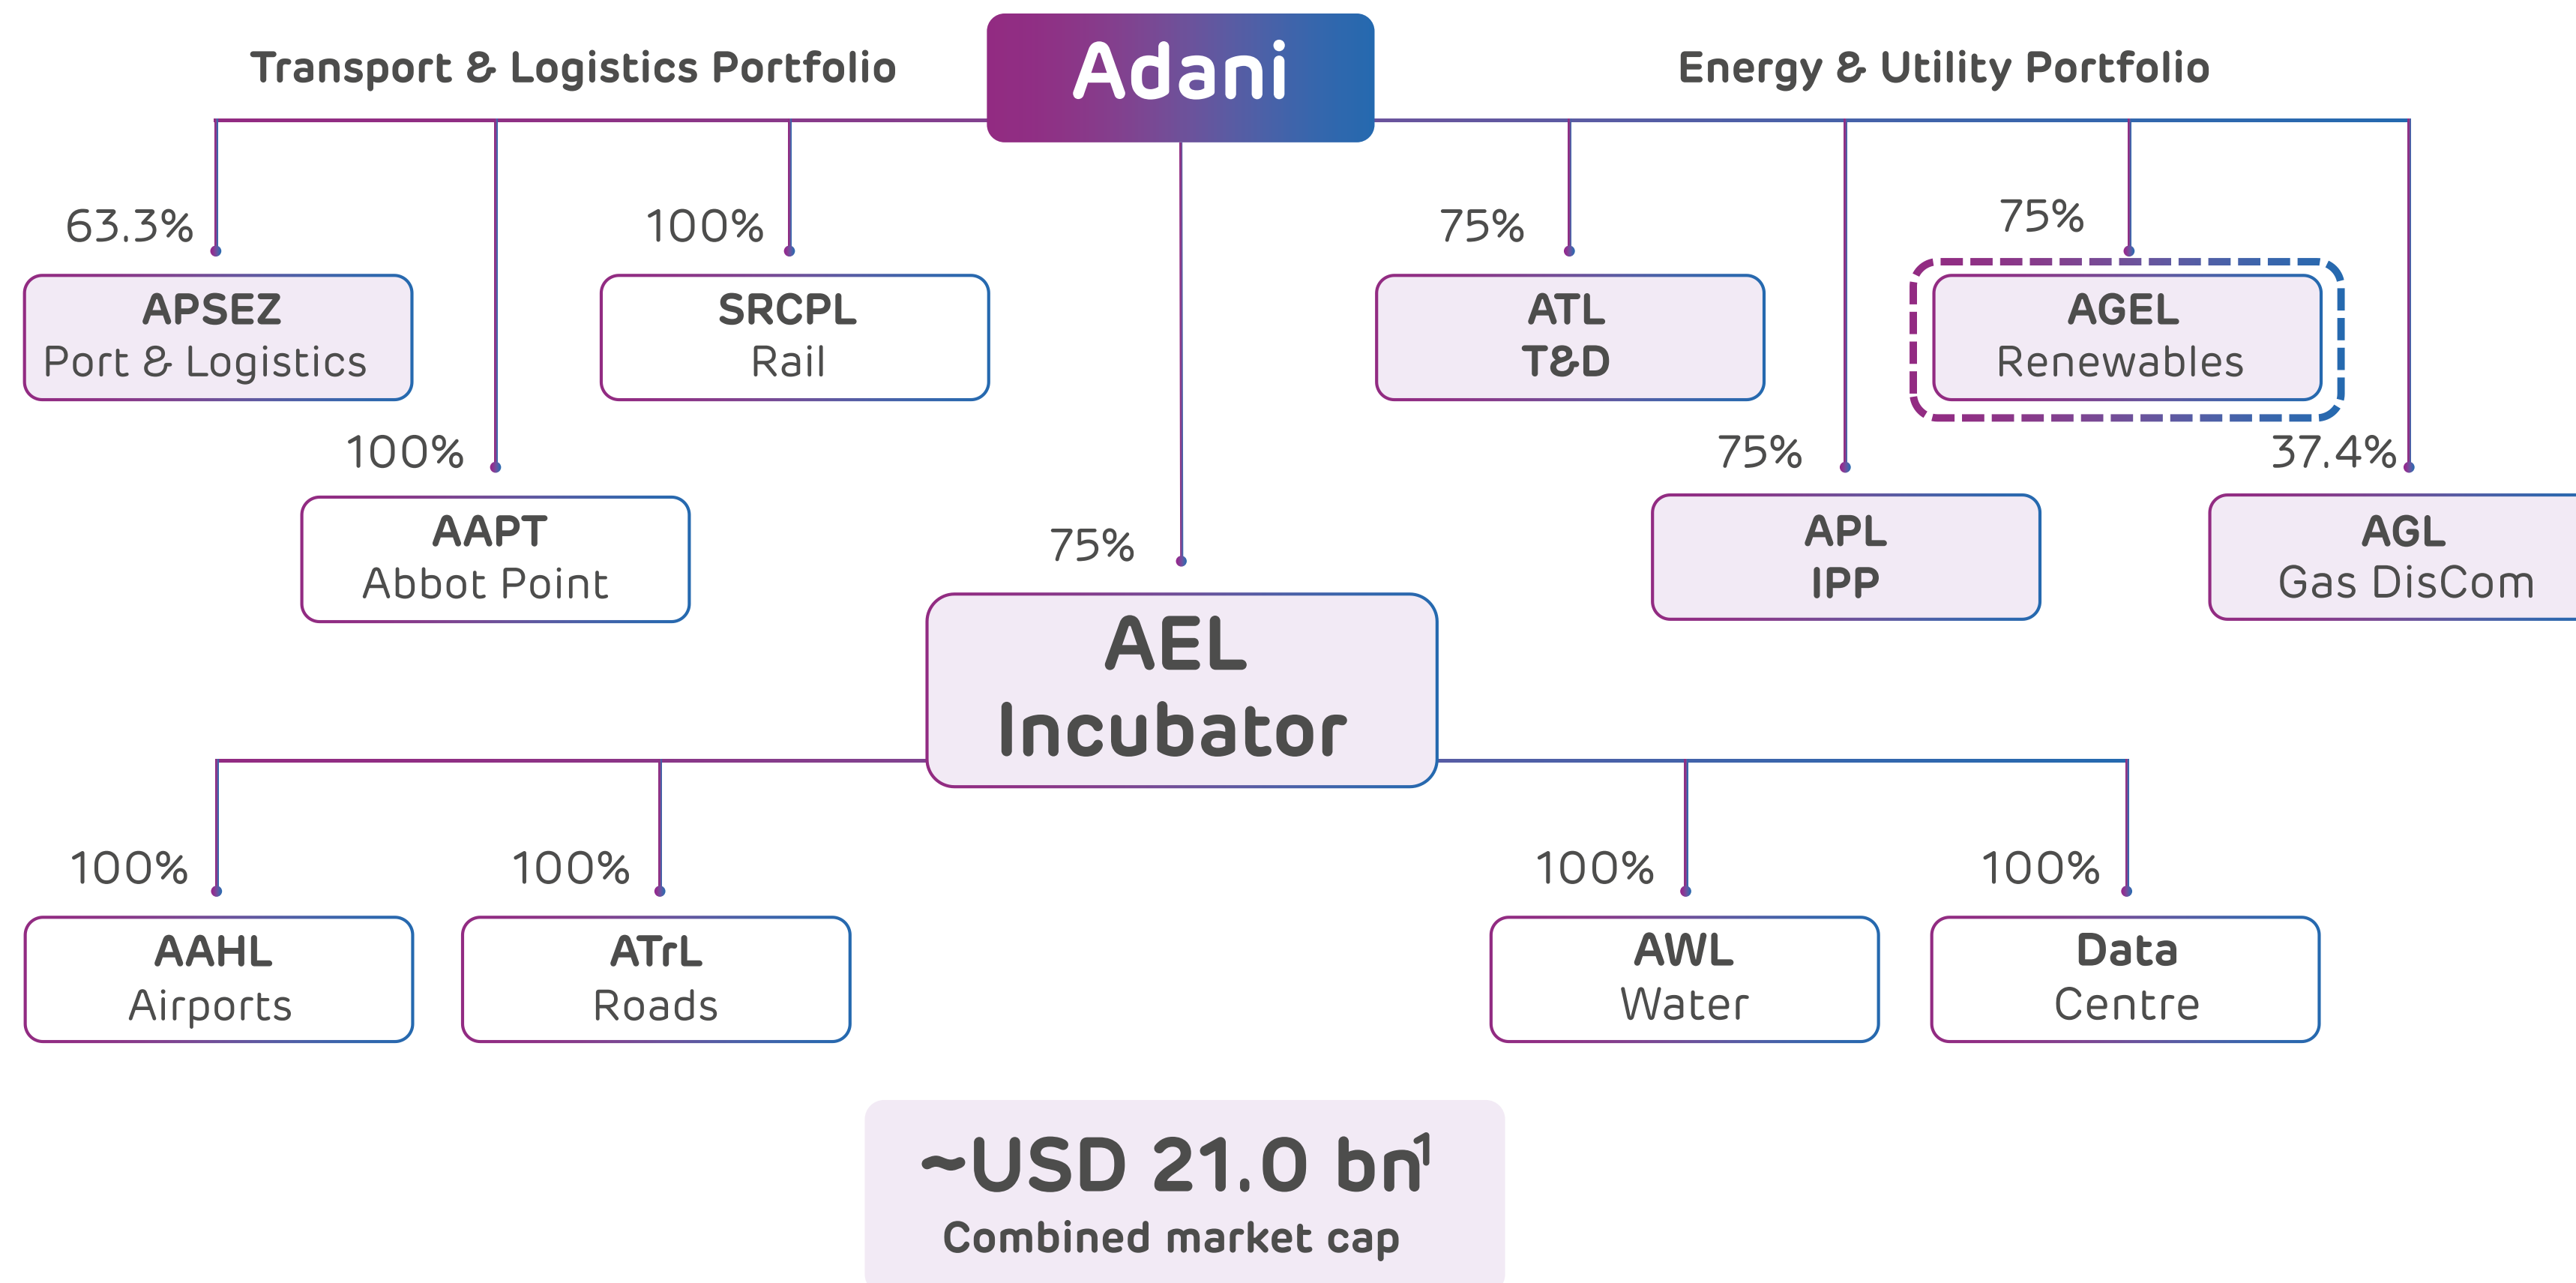 Adani
Transport & Logistics Portfolio
Energy & Utility Portfolio
63.3%
APSEZ
Port & Logistics
100%
AAPT
Abbot Point
100%
SRCPL
Rail
75%
ATL
T&D
75%
APL
IPP
75%
AGEL
Renewables
37.4%
AGL
Gas DisCom
75%
AEL
Incubator
100%
AAHL
Airports
100%
ATrL
Roads
100%
AWL
Water
100%
Data
Centre
~USD 21.0 bn¹
Combined market cap